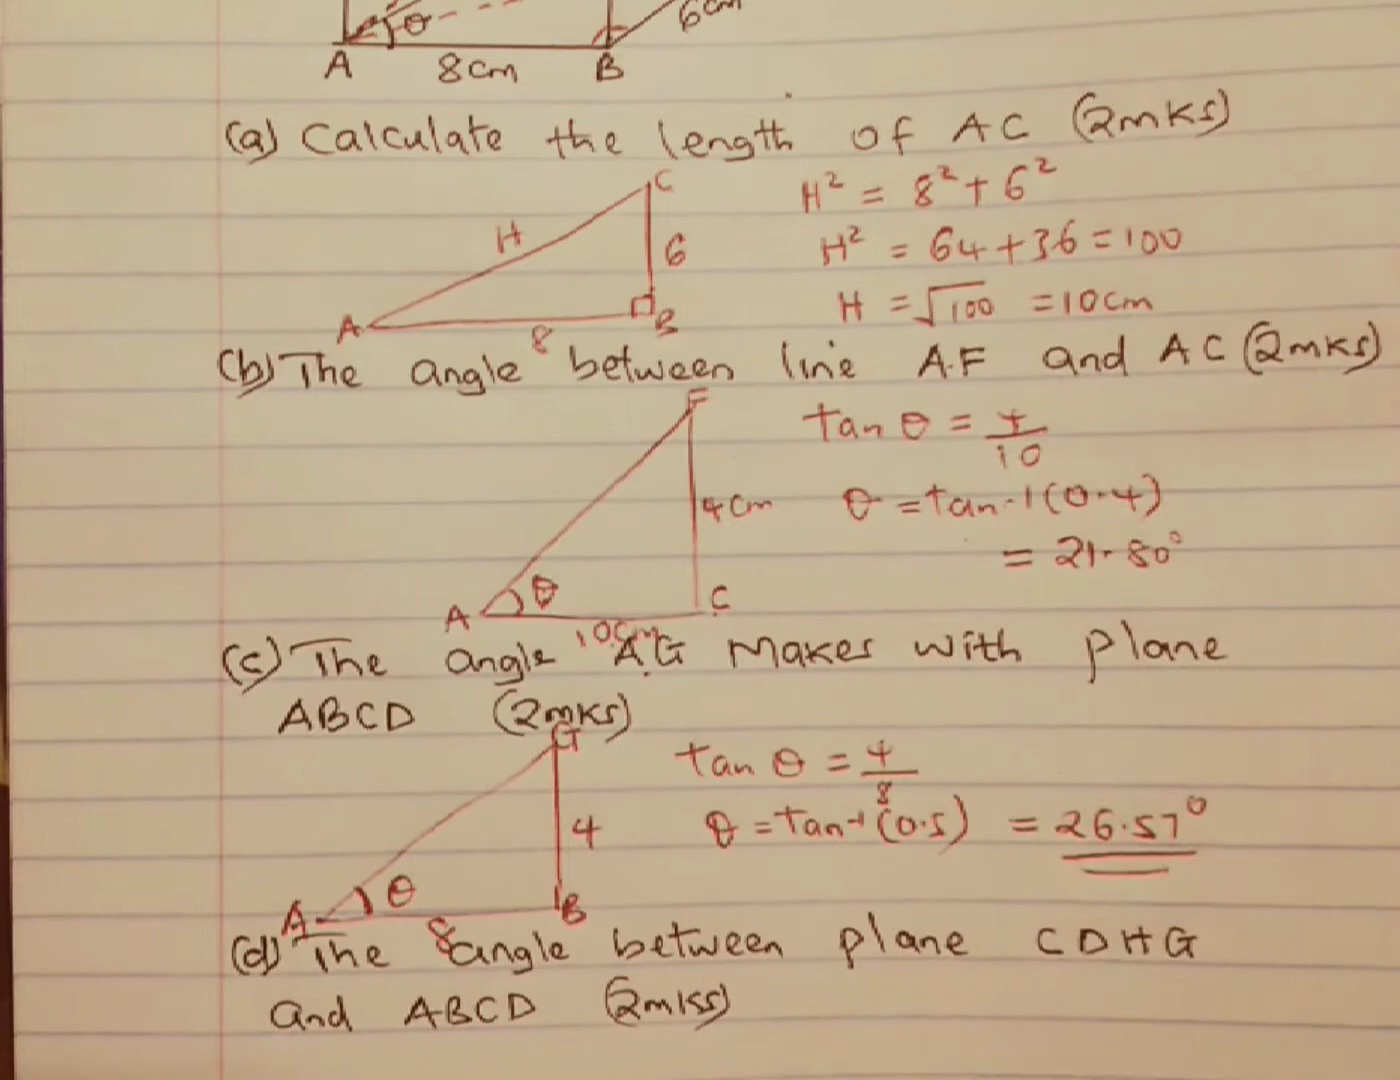 θ
6cm
A 8cm B
(a) Calculate the length of AC (2mks)
C
H² = 8² + 6²
H 6
H² = 64 + 36 = 100
A 8 B
H = √100 = 10cm
(b) The angle between line A.F and AC (2mks)
F
tan θ = 4/10
4cm
θ = tan-1(0.4)
= 21.80°
A θ C
10cm
(c) The angle A.G Makes with plane
ABCD (2mks)
G
tan θ = 4/8
4
θ = tan-1(0.5) = 26.57°
A θ B
8
(d) The angle between plane CDHG
and ABCD (2mks)